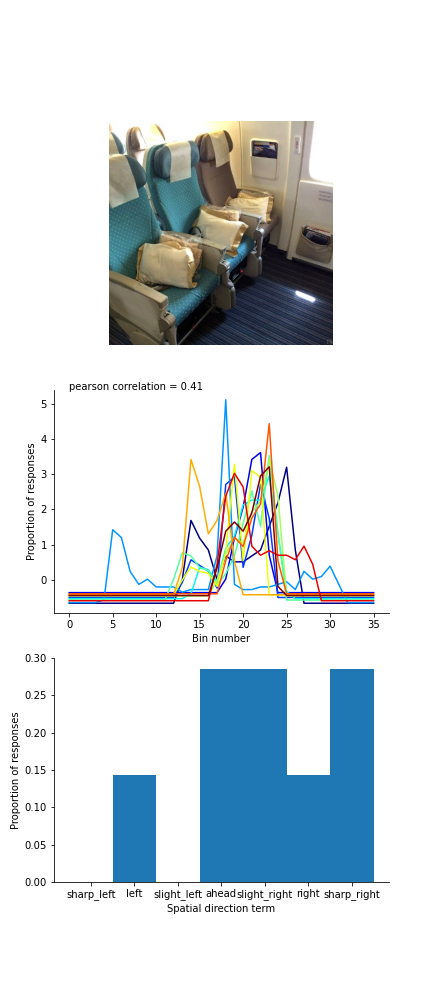 pearson correlation = 0.41
Proportion of responses
5
4
3
2
1
0
0 5 10 15 20 25 30 35
Bin number
Proportion of responses
0.30
0.25
0.20
0.15
0.10
0.05
0.00
sharp_left left slight_left ahead slight_right right sharp_right
Spatial direction term